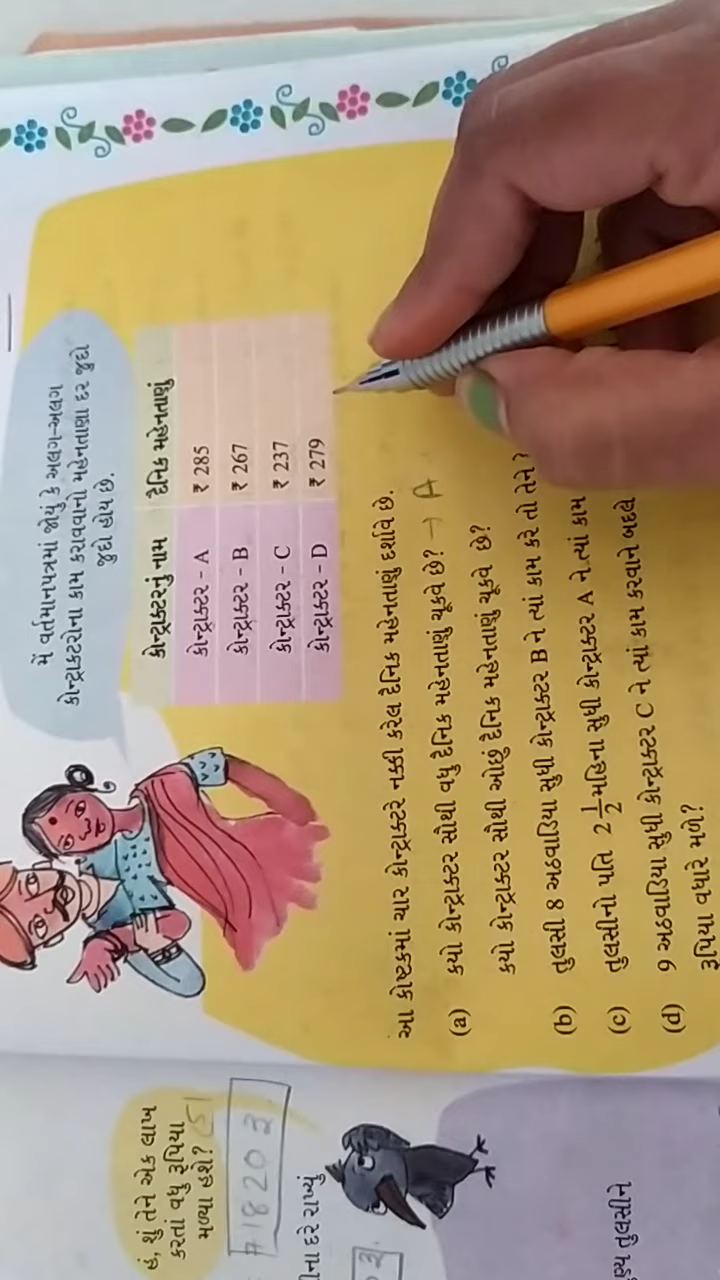 મેં વર્તમાનપત્રમાં જોયું કે અલગ-અલગ
કોન્ટ્રાક્ટરોના કામ કરાવવાનો મહેનતાણા દર જુદો
જુદો હોય છે.
કોન્ટ્રાક્ટરનું નામ દૈનિક મહેનતાણું
કોન્ટ્રાક્ટર - A ₹ 285
કોન્ટ્રાક્ટર - B ₹ 267
કોન્ટ્રાક્ટર - C ₹ 237
કોન્ટ્રાક્ટર - D ₹ 279
આ કોષ્ટકમાં ચાર કોન્ટ્રાક્ટરે નક્કી કરેલ દૈનિક મહેનતાણું દર્શાવે છે.
(a) કયો કોન્ટ્રાક્ટર સૌથી વધુ દૈનિક મહેનતાણું ચૂકવે છે? → A
કયો કોન્ટ્રાક્ટર સૌથી ઓછું દૈનિક મહેનતાણું ચૂકવે છે?
(b) તુલસી 8 અઠવાડિયા સુધી કોન્ટ્રાક્ટર B ને ત્યાં કામ કરે તો તેને ?
(c) તુલસીનો પતિ 2 1/2 મહિના સુધી કોન્ટ્રાક્ટર A ને ત્યાં કામ
(d) 9 અઠવાડિયા સુધી કોન્ટ્રાક્ટર C ને ત્યાં કામ કરવાને બદલે
રૂપિયા વધારે મળે?
હં, શું તેને એક લાખ
કરતાં વધુ રૂપિયા
મળ્યા હશે?
18203
ના દરે રાખ્યું
તુલસીને